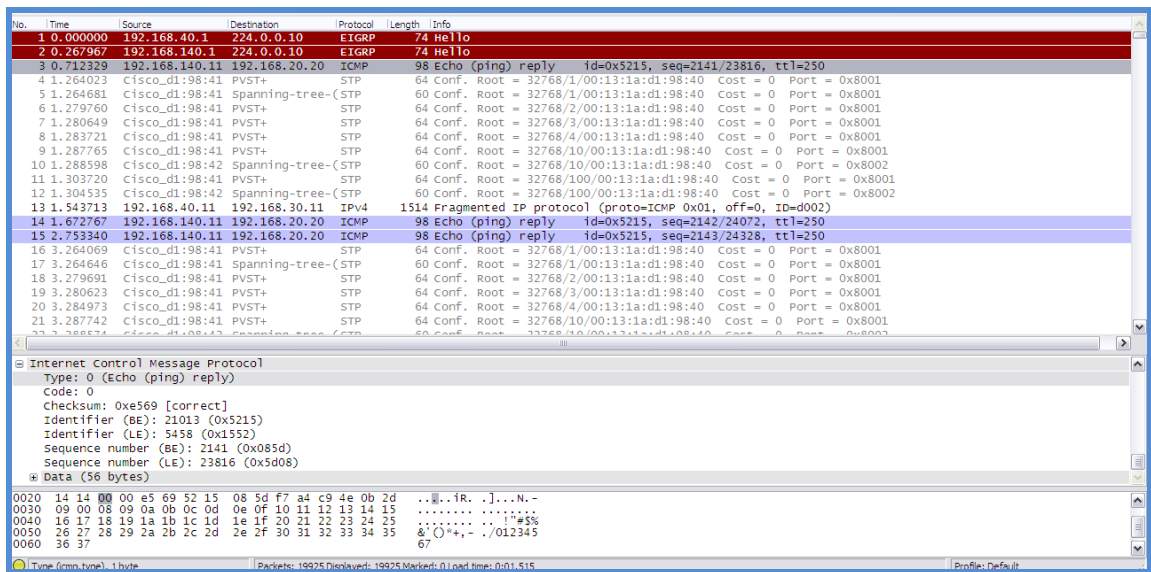 No. Time Source Destination Protocol Length Info
1 0.000000 192.168.40.1 224.0.0.10 EIGRP 74 Hello
2 0.267967 192.168.140.1 224.0.0.10 EIGRP 74 Hello
3 0.712329 192.168.140.11 192.168.20.20 ICMP 98 Echo (ping) reply id=0x5215, seq=2141/23816, ttl=250
4 1.264023 Cisco_d1:98:41 PVST+ STP 64 Conf. Root = 32768/1/00:13:1a:d1:98:40 Cost = 0 Port = 0x8001
5 1.264681 Cisco_d1:98:41 Spanning-tree-( STP 60 Conf. Root = 32768/1/00:13:1a:d1:98:40 Cost = 0 Port = 0x8001
6 1.279760 Cisco_d1:98:41 PVST+ STP 64 Conf. Root = 32768/2/00:13:1a:d1:98:40 Cost = 0 Port = 0x8001
7 1.280649 Cisco_d1:98:41 PVST+ STP 64 Conf. Root = 32768/3/00:13:1a:d1:98:40 Cost = 0 Port = 0x8001
8 1.283721 Cisco_d1:98:41 PVST+ STP 64 Conf. Root = 32768/4/00:13:1a:d1:98:40 Cost = 0 Port = 0x8001
9 1.287765 Cisco_d1:98:41 PVST+ STP 64 Conf. Root = 32768/10/00:13:1a:d1:98:40 Cost = 0 Port = 0x8001
10 1.288598 Cisco_d1:98:42 Spanning-tree-( STP 60 Conf. Root = 32768/10/00:13:1a:d1:98:40 Cost = 0 Port = 0x8002
11 1.303720 Cisco_d1:98:41 PVST+ STP 64 Conf. Root = 32768/100/00:13:1a:d1:98:40 Cost = 0 Port = 0x8001
12 1.304535 Cisco_d1:98:42 Spanning-tree-( STP 60 Conf. Root = 32768/100/00:13:1a:d1:98:40 Cost = 0 Port = 0x8002
13 1.543713 192.168.40.11 192.168.30.11 IPv4 1514 Fragmented IP protocol (proto=ICMP 0x01, off=0, ID=d002)
14 1.672767 192.168.140.11 192.168.20.20 ICMP 98 Echo (ping) reply id=0x5215, seq=2142/24072, ttl=250
15 2.753340 192.168.140.11 192.168.20.20 ICMP 98 Echo (ping) reply id=0x5215, seq=2143/24328, ttl=250
16 3.264069 Cisco_d1:98:41 PVST+ STP 64 Conf. Root = 32768/1/00:13:1a:d1:98:40 Cost = 0 Port = 0x8001
17 3.264646 Cisco_d1:98:41 Spanning-tree-( STP 60 Conf. Root = 32768/1/00:13:1a:d1:98:40 Cost = 0 Port = 0x8001
18 3.279691 Cisco_d1:98:41 PVST+ STP 64 Conf. Root = 32768/2/00:13:1a:d1:98:40 Cost = 0 Port = 0x8001
19 3.280623 Cisco_d1:98:41 PVST+ STP 64 Conf. Root = 32768/3/00:13:1a:d1:98:40 Cost = 0 Port = 0x8001
20 3.284973 Cisco_d1:98:41 PVST+ STP 64 Conf. Root = 32768/4/00:13:1a:d1:98:40 Cost = 0 Port = 0x8001
21 3.287742 Cisco_d1:98:41 PVST+ STP 64 Conf. Root = 32768/10/00:13:1a:d1:98:40 Cost = 0 Port = 0x8001
Internet Control Message Protocol
Type: 0 (Echo (ping) reply)
Code: 0
Checksum: 0xe569 [correct]
Identifier (BE): 21013 (0x5215)
Identifier (LE): 5458 (0x1552)
Sequence number (BE): 2141 (0x085d)
Sequence number (LE): 23816 (0x5d08)
Data (56 bytes)
0020 14 14 00 00 e5 69 52 15 08 5d f7 a4 c9 4e 0b 2d .....iR. .]...N.-
0030 09 00 08 09 0a 0b 0c 0d 0e 0f 10 11 12 13 14 15 ........ ........
0040 16 17 18 19 1a 1b 1c 1d 1e 1f 20 21 22 23 24 25 ........ .. !"#$%
0050 26 27 28 29 2a 2b 2c 2d 2e 2f 30 31 32 33 34 35 &'()*+,- ./012345
0060 36 37 67
Type (icmp.type), 1 byte Packets: 19925 Displayed: 19925 Marked: 0 Load time: 0:01.515 Profile: Default